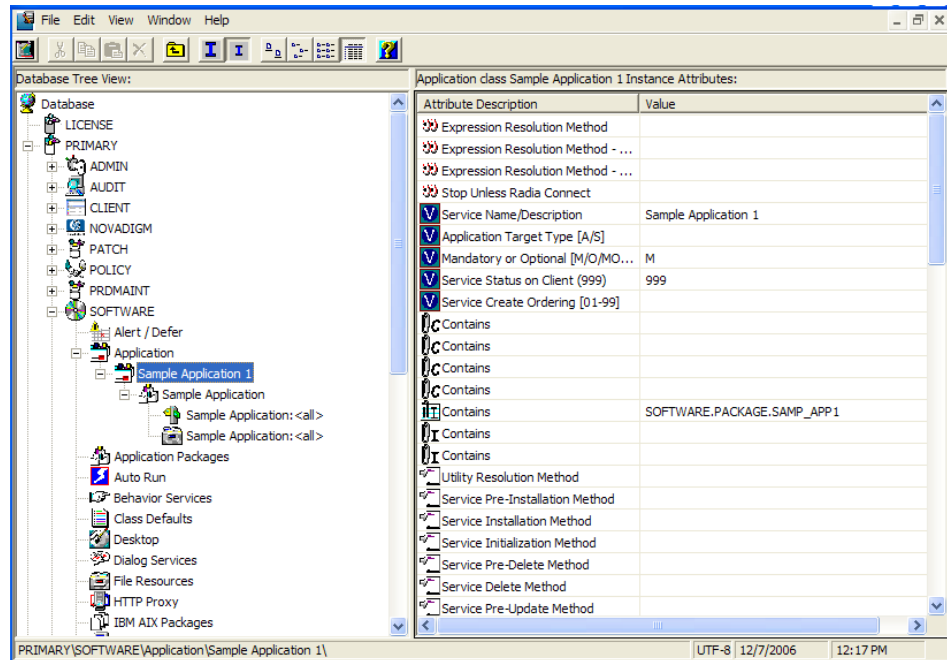 File Edit View Window Help
Database Tree View:
Application class Sample Application 1 Instance Attributes:
Database
LICENSE
PRIMARY
ADMIN
AUDIT
CLIENT
NOVADIGM
PATCH
POLICY
PRDMAINT
SOFTWARE
Alert / Defer
Application
Sample Application 1
Sample Application
Sample Application:<all>
Sample Application:<all>
Application Packages
Auto Run
Behavior Services
Class Defaults
Desktop
Dialog Services
File Resources
HTTP Proxy
IBM AIX Packages
Attribute Description Value
Expression Resolution Method
Expression Resolution Method - ...
Expression Resolution Method - ...
Stop Unless Radia Connect
V Service Name/Description Sample Application 1
V Application Target Type [A/S]
V Mandatory or Optional [M/O/MO... M
V Service Status on Client (999) 999
V Service Create Ordering [01-99]
C Contains
C Contains
C Contains
C Contains
I Contains SOFTWARE.PACKAGE.SAMP_APP1
I Contains
I Contains
Utility Resolution Method
Service Pre-Installation Method
Service Installation Method
Service Initialization Method
Service Pre-Delete Method
Service Delete Method
Service Pre-Update Method
PRIMARY\SOFTWARE\Application\Sample Application 1\ UTF-8 12/7/2006 12:17 PM